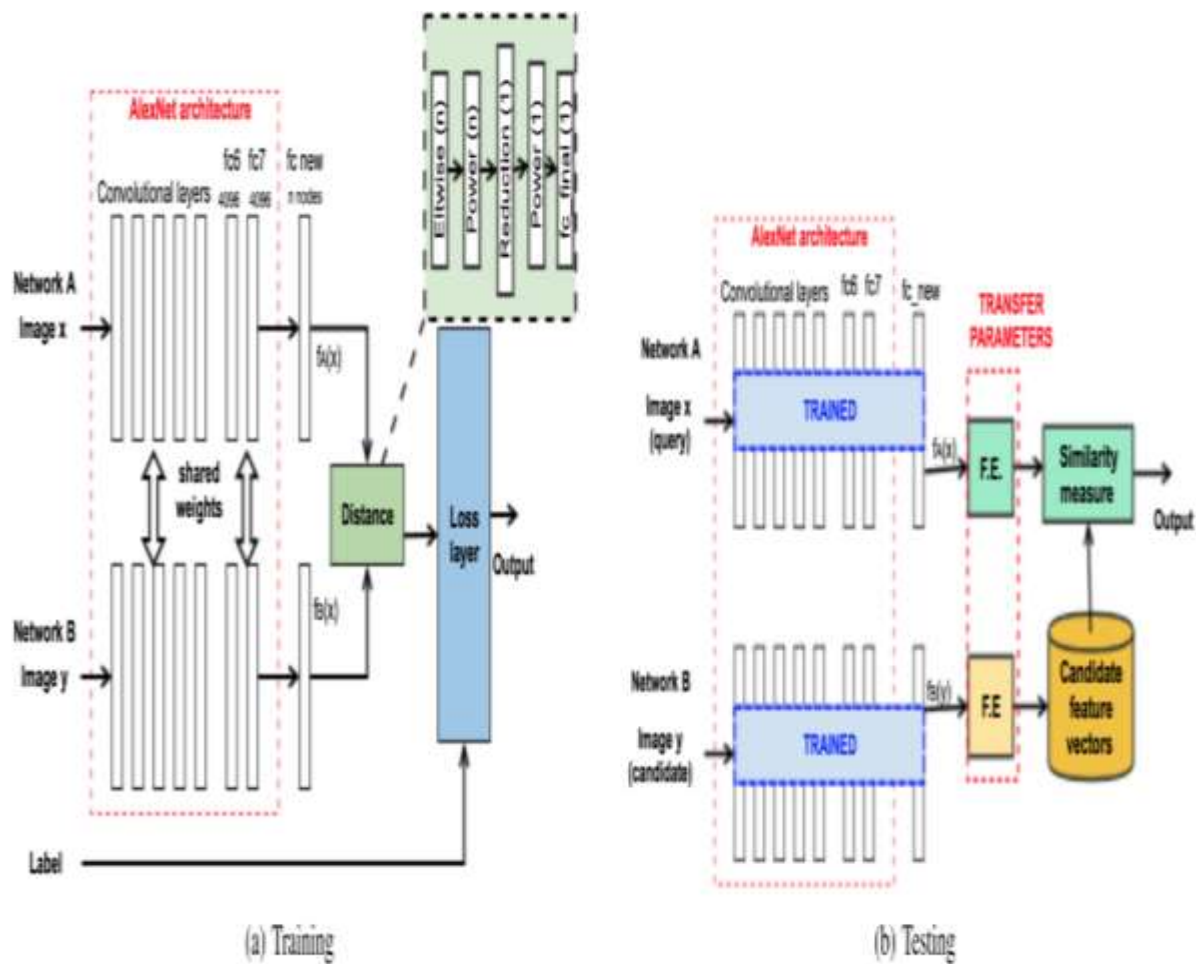 AlexNet architecture
fc6
fc7
fc new
Convolutional layers
4096
4096
n nodes
Network A
Image x
fA(x)
shared
weights
Network B
Image y
fB(x)
Distance
Eltwise (n)
Power (n)
Reduction (1)
Power (1)
fc_final (1)
Loss
layer
Output
Label
(a) Training
AlexNet architecture
Convolutional layers
fc6
fc7
fc_new
TRANSFER
PARAMETERS
Network A
Image x
(query)
TRAINED
fA(x)
F.E.
Similarity
measure
Output
Network B
Image y
(candidate)
TRAINED
fB(y)
F.E
Candidate
feature
vectors
(b) Testing